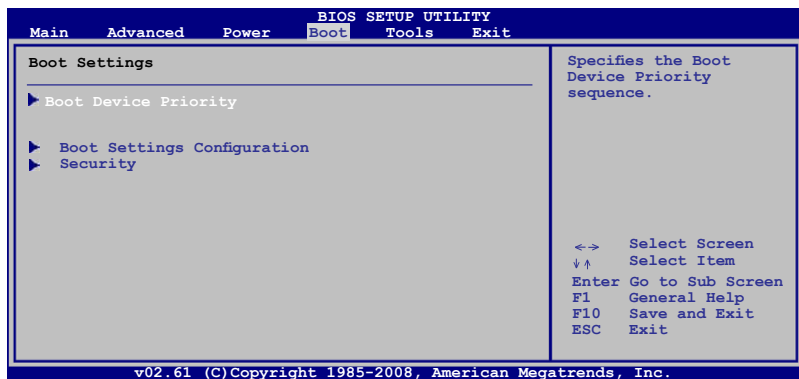 BIOS SETUP UTILITY
Main Advanced Power Boot Tools Exit
Boot Settings
Boot Device Priority
Boot Settings Configuration
Security
Specifies the Boot
Device Priority
sequence.
←→ Select Screen
↓↑ Select Item
Enter Go to Sub Screen
F1 General Help
F10 Save and Exit
ESC Exit
v02.61 (C)Copyright 1985-2008, American Megatrends, Inc.